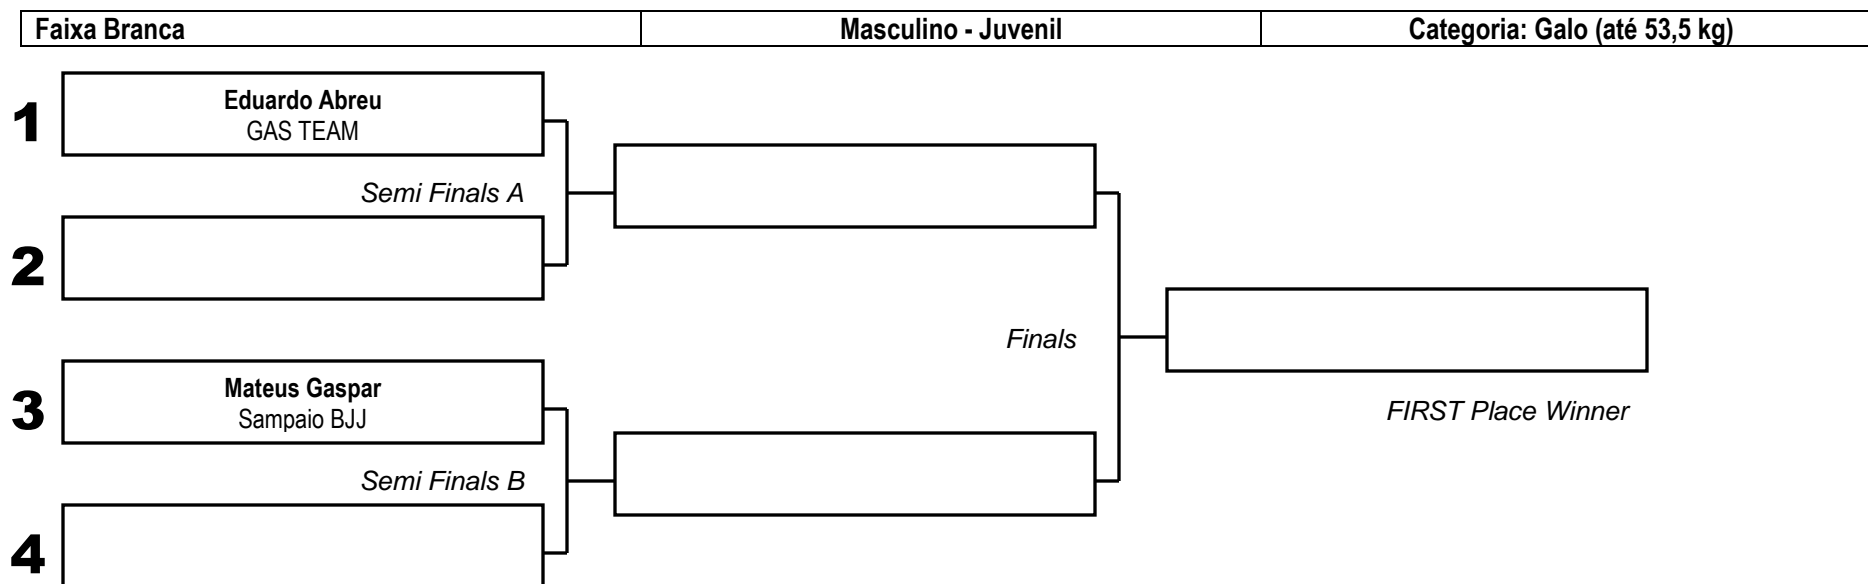 Faixa Branca
Masculino - Juvenil
Categoria: Galo (até 53,5 kg)
1
Eduardo Abreu
GAS TEAM
Semi Finals A
2
Finals
3
Mateus Gaspar
Sampaio BJJ
FIRST Place Winner
Semi Finals B
4